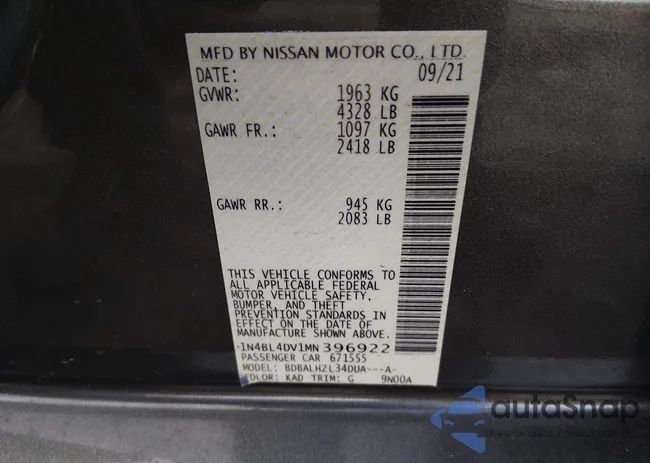 MFD BY NISSAN MOTOR CO., LTD.
DATE: 09/21
GVWR: 1963 KG
4328 LB
GAWR FR.: 1097 KG
2418 LB
GAWR RR.: 945 KG
2083 LB
THIS VEHICLE CONFORMS TO
ALL APPLICABLE FEDERAL
MOTOR VEHICLE SAFETY,
BUMPER, AND THEFT
PREVENTION STANDARDS IN
EFFECT ON THE DATE OF
MANUFACTURE SHOWN ABOVE.
1N4BL4DV1MN396922
PASSENGER CAR 671555
MODEL: BDBALHZL34DUA---A-
COLOR: KAD TRIM: G 9N00A
autoSnap